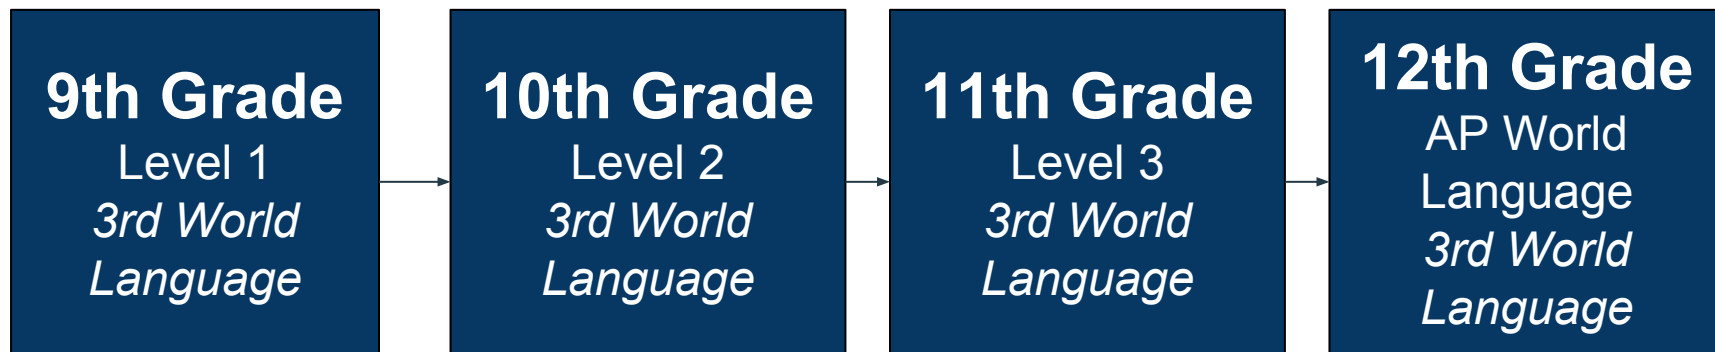 9th Grade
Level 1
3rd World
Language
10th Grade
Level 2
3rd World
Language
11th Grade
Level 3
3rd World
Language
12th Grade
AP World
Language
3rd World
Language